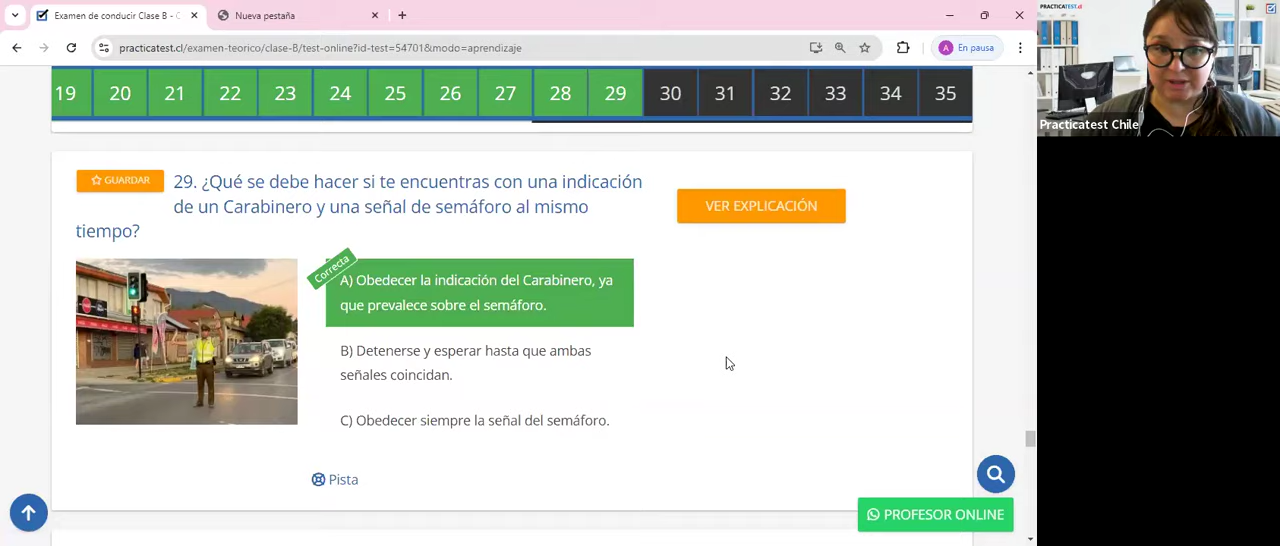 Examen de conducir Clase B - C
Nueva pestaña
practicatest.cl/examen-teorico/clase-B/test-online?id-test=54701&modo=aprendizaje
En pausa
19 20 21 22 23 24 25 26 27 28 29 30 31 32 33 34 35
GUARDAR
29. ¿Qué se debe hacer si te encuentras con una indicación
de un Carabinero y una señal de semáforo al mismo
tiempo?
VER EXPLICACIÓN
Correcta
A) Obedecer la indicación del Carabinero, ya
que prevalece sobre el semáforo.
B) Detenerse y esperar hasta que ambas
señales coincidan.
C) Obedecer siempre la señal del semáforo.
Pista
PROFESOR ONLINE
PRACTICATEST.CL
Practicatest Chile